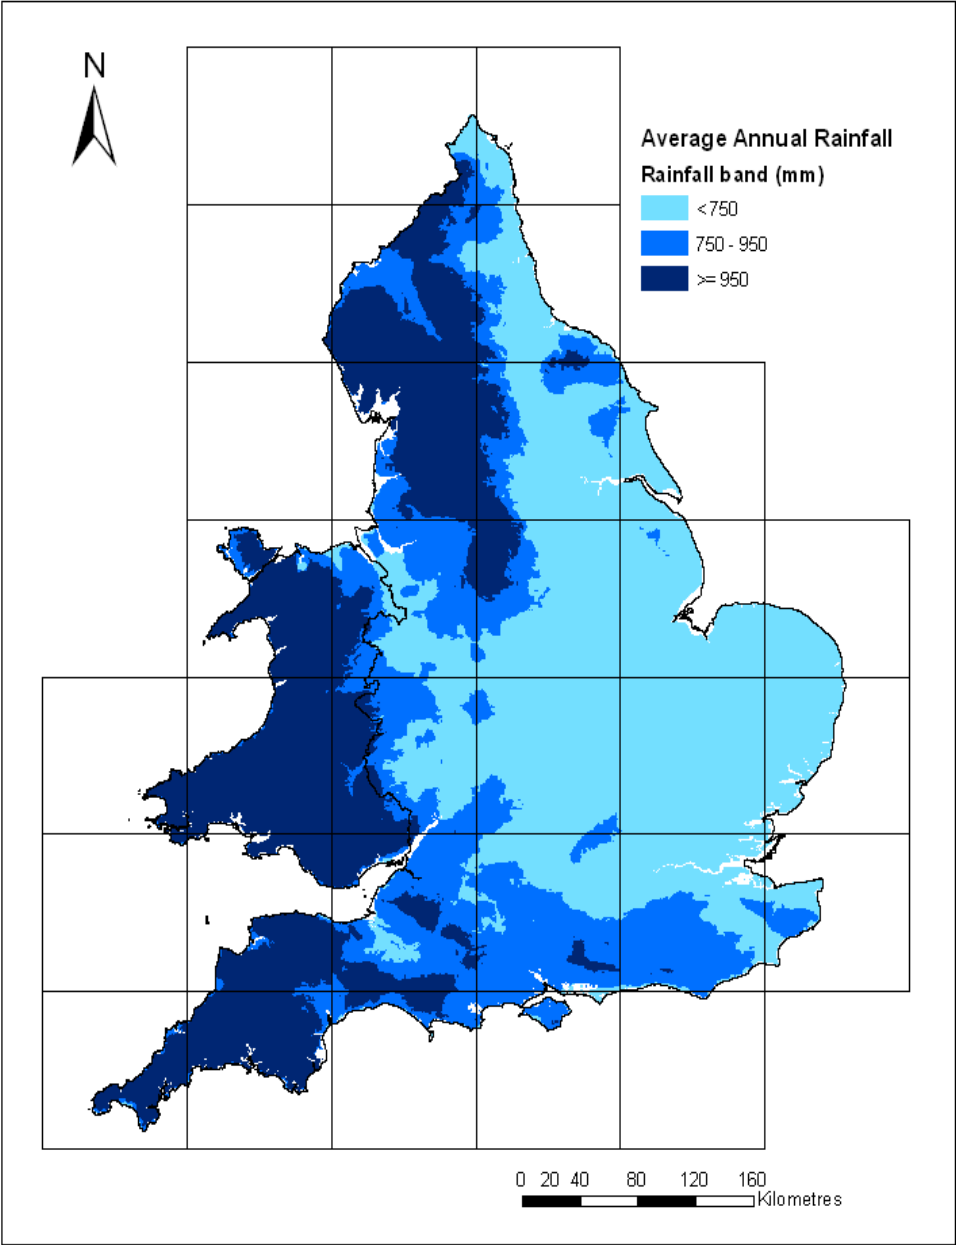 N
Average Annual Rainfall
Rainfall band (mm)
<750
750 - 950
>= 950
0 20 40 80 120 160
Kilometres